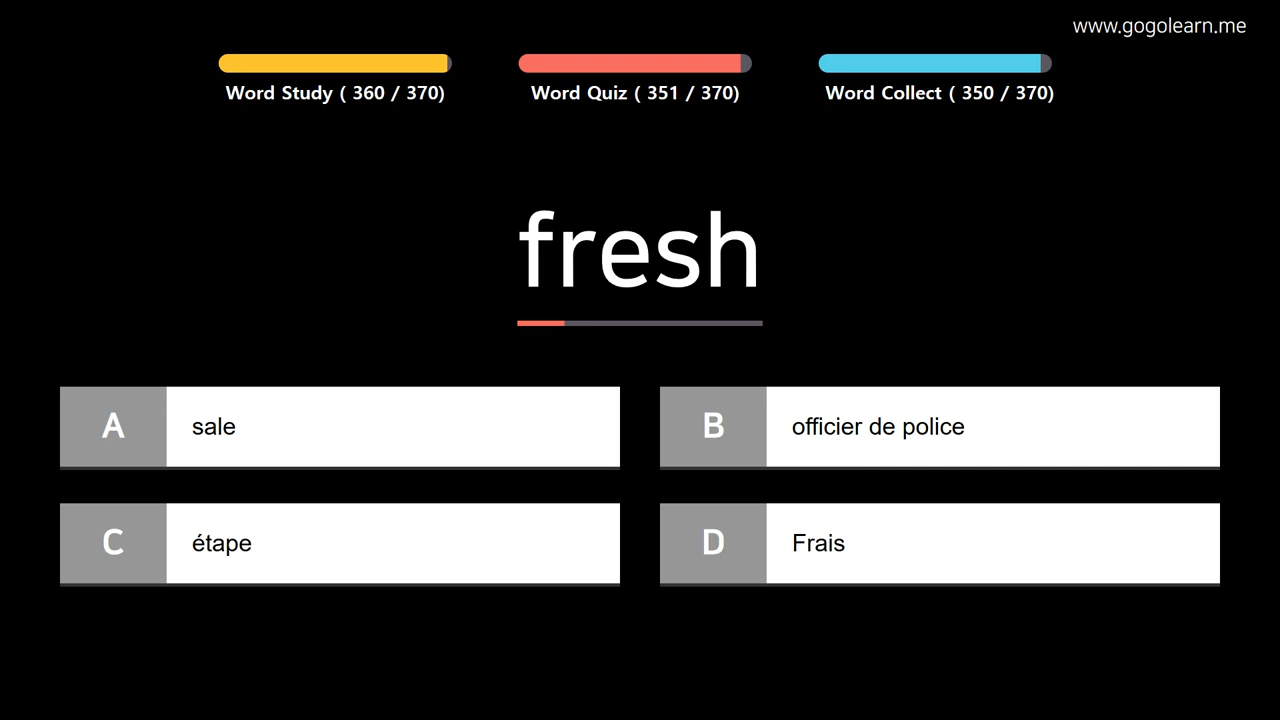 www.gogolearn.me
Word Study ( 360 / 370)
Word Quiz ( 351 / 370)
Word Collect ( 350 / 370)
fresh
A
sale
B
officier de police
C
étape
D
Frais